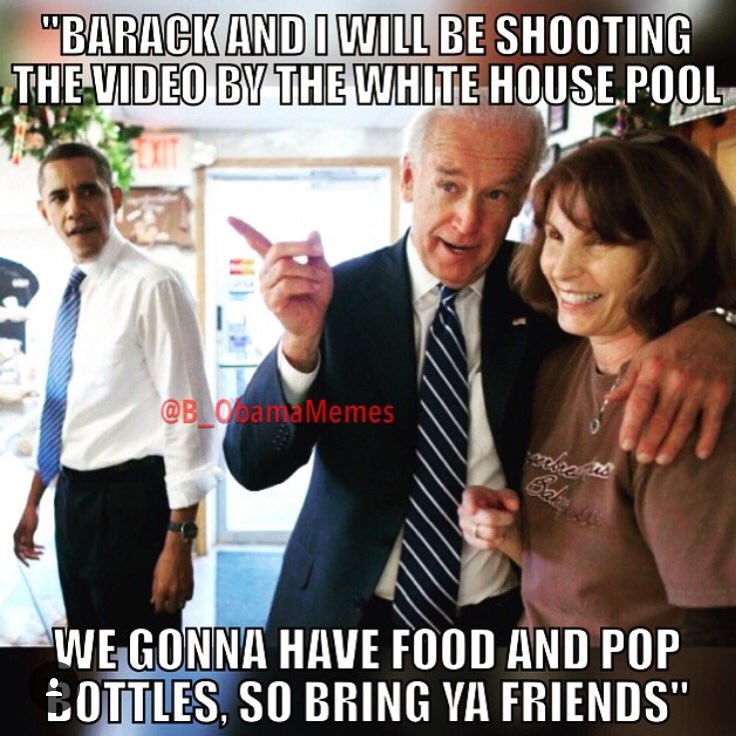 "BARACK AND I WILL BE SHOOTING
THE VIDEO BY THE WHITE HOUSE POOL
EXIT
VISA
@B_ObamaMemes
WE GONNA HAVE FOOD AND POP
BOTTLES, SO BRING YA FRIENDS"